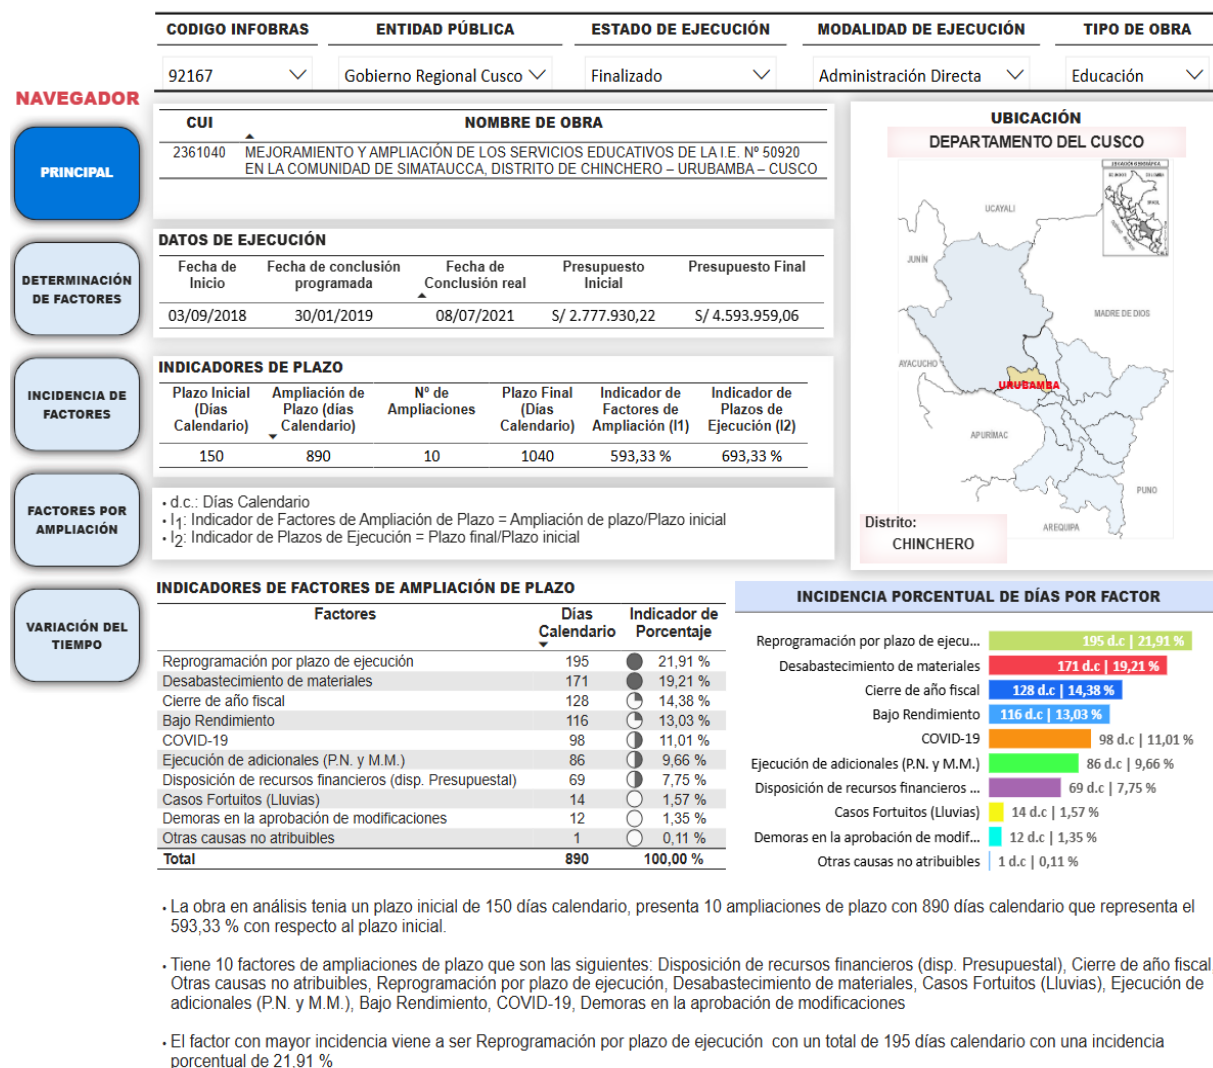 CODIGO INFOBRAS ENTIDAD PÚBLICA ESTADO DE EJECUCIÓN MODALIDAD DE EJECUCIÓN TIPO DE OBRA
92167 Gobierno Regional Cusco Finalizado Administración Directa Educación
NAVEGADOR
PRINCIPAL
DETERMINACIÓN
DE FACTORES
INCIDENCIA DE
FACTORES
FACTORES POR
AMPLIACIÓN
VARIACIÓN DEL
TIEMPO
CUI NOMBRE DE OBRA
2361040 MEJORAMIENTO Y AMPLIACIÓN DE LOS SERVICIOS EDUCATIVOS DE LA I.E. Nº 50920
EN LA COMUNIDAD DE SIMATAUCCA, DISTRITO DE CHINCHERO – URUBAMBA – CUSCO
DATOS DE EJECUCIÓN
Fecha de Fecha de conclusión Fecha de Presupuesto Presupuesto Final
Inicio programada Conclusión real Inicial
03/09/2018 30/01/2019 08/07/2021 S/ 2.777.930,22 S/ 4.593.959,06
INDICADORES DE PLAZO
Plazo Inicial Ampliación de Nº de Plazo Final Indicador de Indicador de
(Días Plazo (días Ampliaciones (Días Factores de Plazos de
Calendario) Calendario) Calendario) Ampliación (I1) Ejecución (I2)
150 890 10 1040 593,33 % 693,33 %
• d.c.: Días Calendario
• I1: Indicador de Factores de Ampliación de Plazo = Ampliación de plazo/Plazo inicial
• I2: Indicador de Plazos de Ejecución = Plazo final/Plazo inicial
UBICACIÓN
DEPARTAMENTO DEL CUSCO
UBICACIÓN GEOGRÁFICA
UCAYALI
JUNÍN
MADRE DE DIOS
AYACUCHO
URUBAMBA
APURÍMAC
PUNO
AREQUIPA
Distrito:
CHINCHERO
INDICADORES DE FACTORES DE AMPLIACIÓN DE PLAZO
Factores Días Indicador de
Calendario Porcentaje
Reprogramación por plazo de ejecución 195 21,91 %
Desabastecimiento de materiales 171 19,21 %
Cierre de año fiscal 128 14,38 %
Bajo Rendimiento 116 13,03 %
COVID-19 98 11,01 %
Ejecución de adicionales (P.N. y M.M.) 86 9,66 %
Disposición de recursos financieros (disp. Presupuestal) 69 7,75 %
Casos Fortuitos (Lluvias) 14 1,57 %
Demoras en la aprobación de modificaciones 12 1,35 %
Otras causas no atribuibles 1 0,11 %
Total 890 100,00 %
INCIDENCIA PORCENTUAL DE DÍAS POR FACTOR
Reprogramación por plazo de ejecu... 195 d.c | 21,91 %
Desabastecimiento de materiales 171 d.c | 19,21 %
Cierre de año fiscal 128 d.c | 14,38 %
Bajo Rendimiento 116 d.c | 13,03 %
COVID-19 98 d.c | 11,01 %
Ejecución de adicionales (P.N. y M.M.) 86 d.c | 9,66 %
Disposición de recursos financieros ... 69 d.c | 7,75 %
Casos Fortuitos (Lluvias) 14 d.c | 1,57 %
Demoras en la aprobación de modif... 12 d.c | 1,35 %
Otras causas no atribuibles 1 d.c | 0,11 %
• La obra en análisis tenia un plazo inicial de 150 días calendario, presenta 10 ampliaciones de plazo con 890 días calendario que representa el
593,33 % con respecto al plazo inicial.
• Tiene 10 factores de ampliaciones de plazo que son las siguientes: Disposición de recursos financieros (disp. Presupuestal), Cierre de año fiscal,
Otras causas no atribuibles, Reprogramación por plazo de ejecución, Desabastecimiento de materiales, Casos Fortuitos (Lluvias), Ejecución de
adicionales (P.N. y M.M.), Bajo Rendimiento, COVID-19, Demoras en la aprobación de modificaciones
• El factor con mayor incidencia viene a ser Reprogramación por plazo de ejecución con un total de 195 días calendario con una incidencia
porcentual de 21.91 %